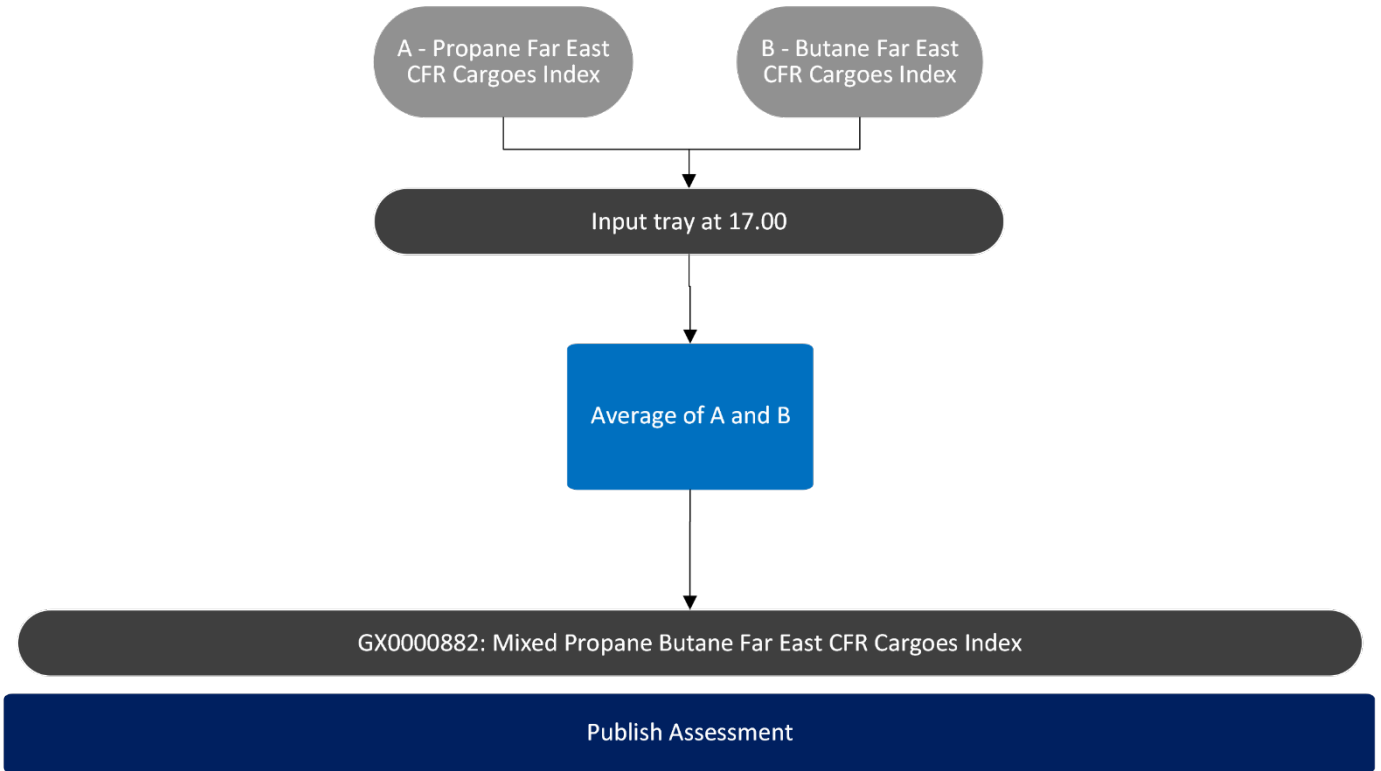 A - Propane Far East
CFR Cargoes Index
B - Butane Far East
CFR Cargoes Index
Input tray at 17.00
Average of A and B
GX0000882: Mixed Propane Butane Far East CFR Cargoes Index
Publish Assessment